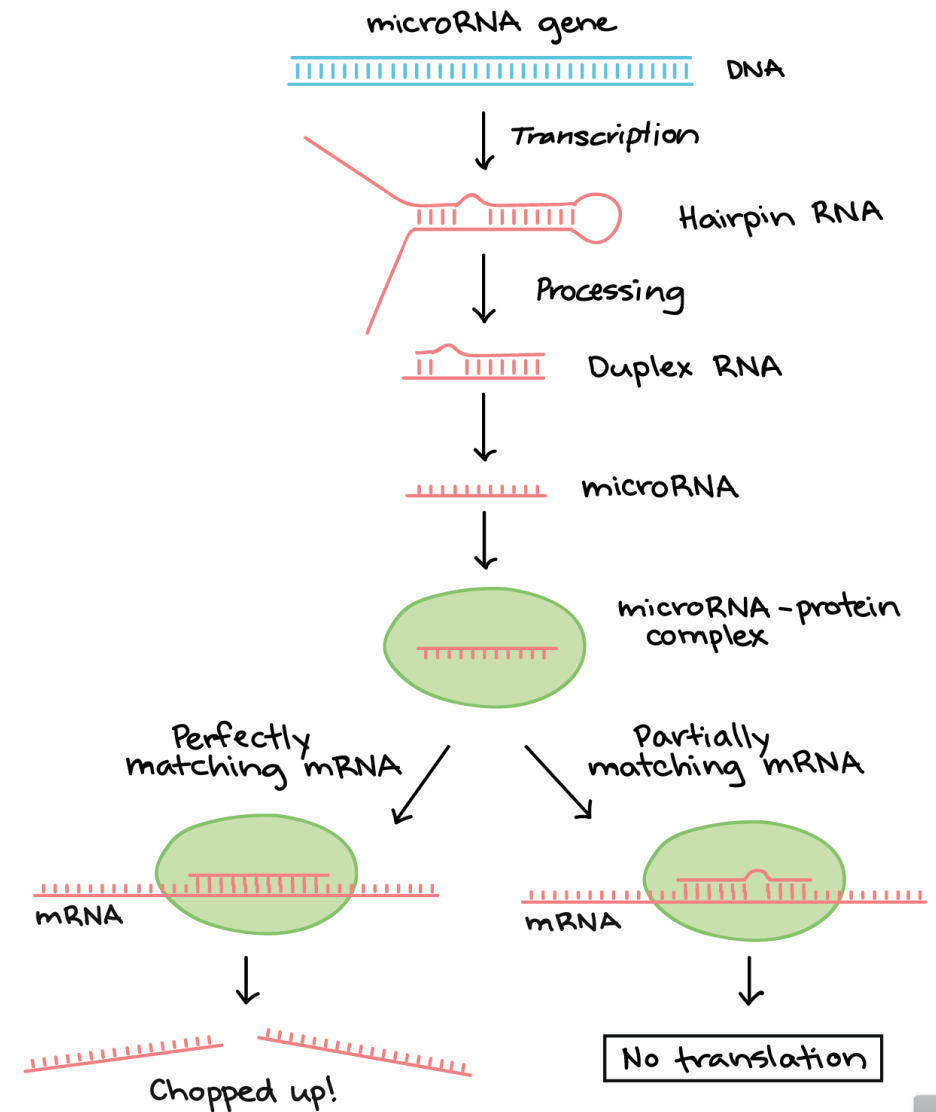 microRNA gene
DNA
Transcription
Hairpin RNA
Processing
Duplex RNA
microRNA
microRNA-protein
complex
Perfectly
matching mRNA
Partially
matching mRNA
mRNA
mRNA
Chopped up!
No translation